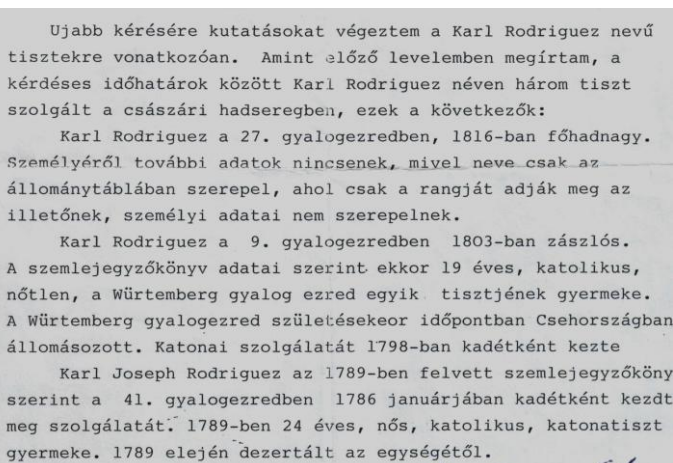 Ujabb kérésére kutatásokat végeztem a Karl Rodriguez nevű
tisztekre vonatkozóan. Amint előző levelemben megírtam, a
kérdéses időhatárok között Karl Rodriguez néven három tiszt
szolgált a császári hadseregben, ezek a következők:
Karl Rodriguez a 27. gyalogezredben, 1816-ban főhadnagy.
Személyéről további adatok nincsenek, mivel neve csak az
állománytáblában szerepel, ahol csak a rangját adják meg az
illetőnek, személyi adatai nem szerepelnek.
Karl Rodriguez a 9. gyalogezredben 1803-ban zászlós.
A szemlejegyzőkönyv adatai szerint ekkor 19 éves, katolikus,
nőtlen, a Würtemberg gyalog ezred egyik tisztjének gyermeke.
A Würtemberg gyalogezred születésekeor időpontban Csehországban
állomásozott. Katonai szolgálatát 1798-ban kadétként kezte
Karl Joseph Rodriguez az 1789-ben felvett szemlejegyzőköny
szerint a 41. gyalogezredben 1786 januárjában kadétként kezdt
meg szolgálatát. 1789-ben 24 éves, nős, katolikus, katonatiszt
gyermeke. 1789 elején dezertált az egységétől.